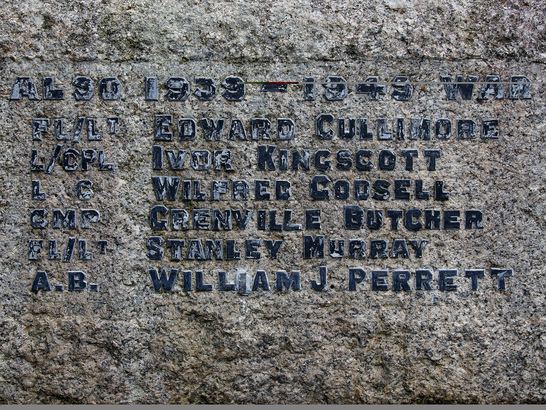 ALSO 1939 – 1945 WAR
FL/LT EDWARD CULLIMORE
L/CPL IVOR KINGSCOTT
L C WILFRED GODSELL
GMP GRENVILLE BUTCHER
FL/LT STANLEY MURRAY
A.B. WILLIAM J. PERRETT